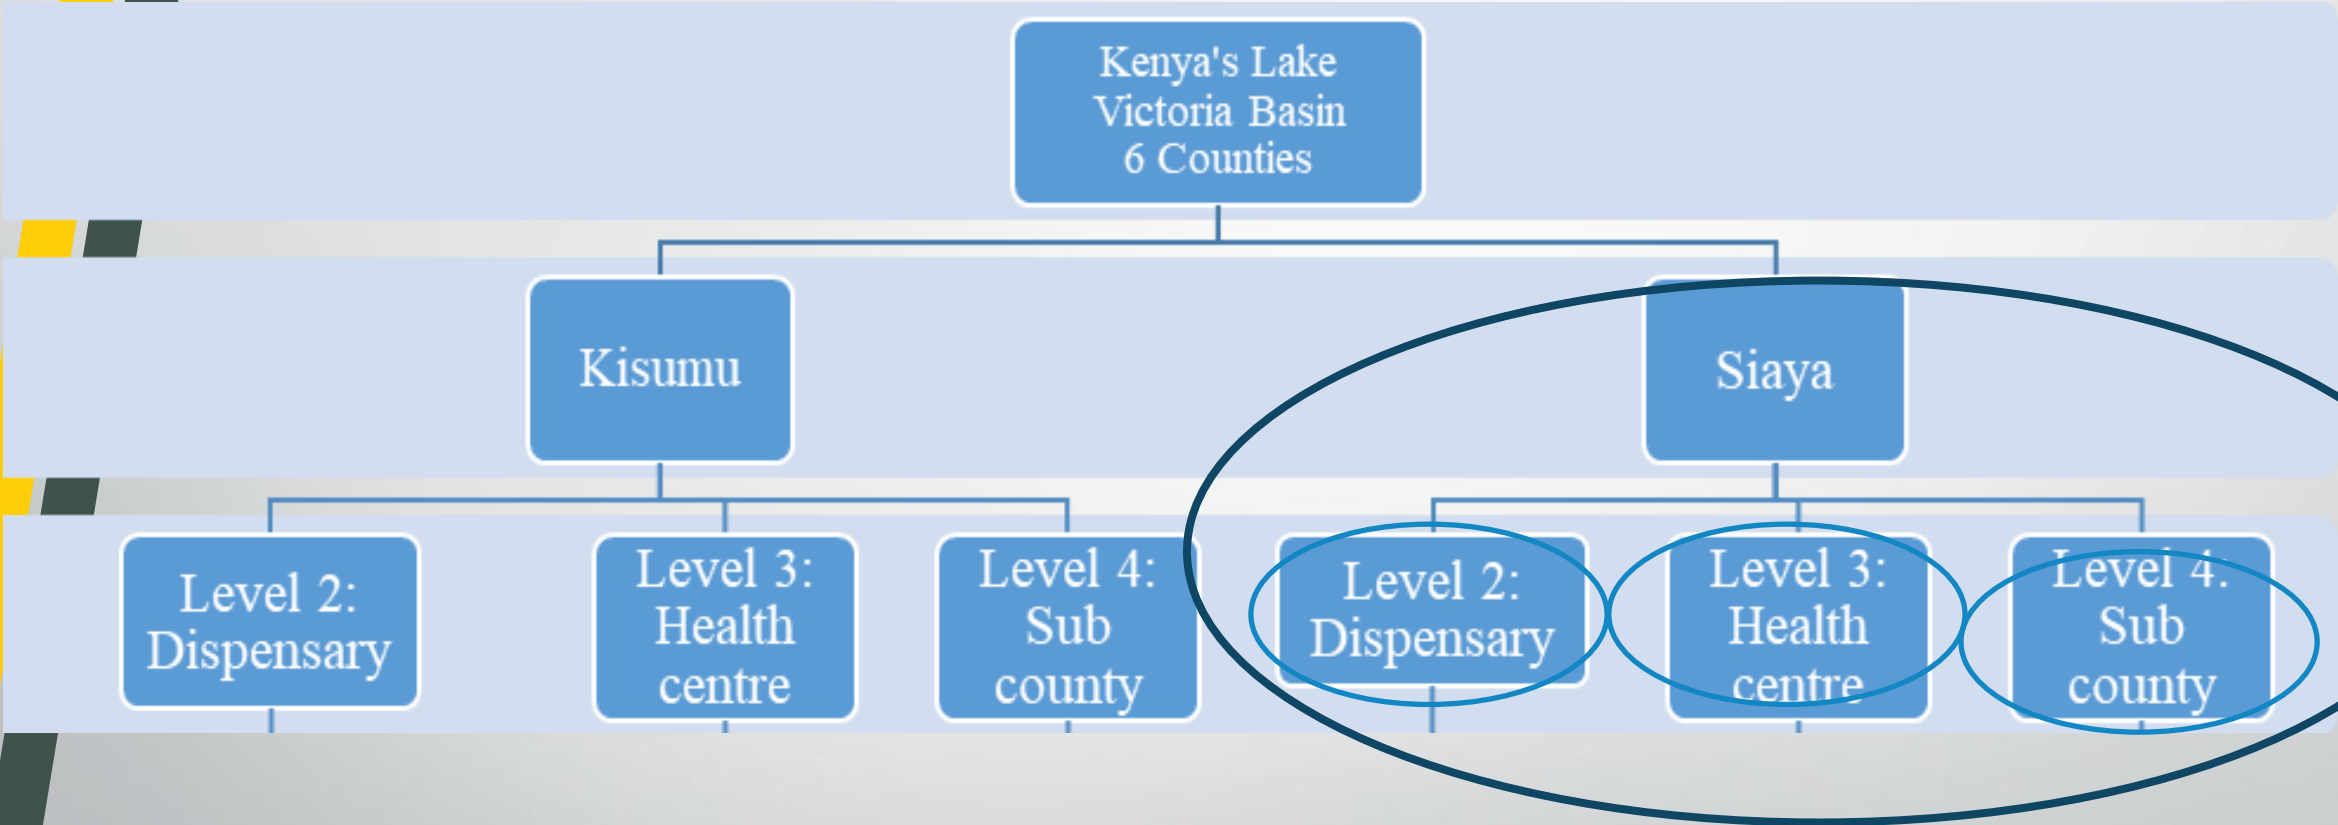 Kenya's Lake
Victoria Basin
6 Counties
Kisumu
Siaya
Level 2:
Dispensary
Level 3:
Health
centre
Level 4:
Sub
county
Level 2:
Dispensary
Level 3:
Health
centre
Level 4:
Sub
county